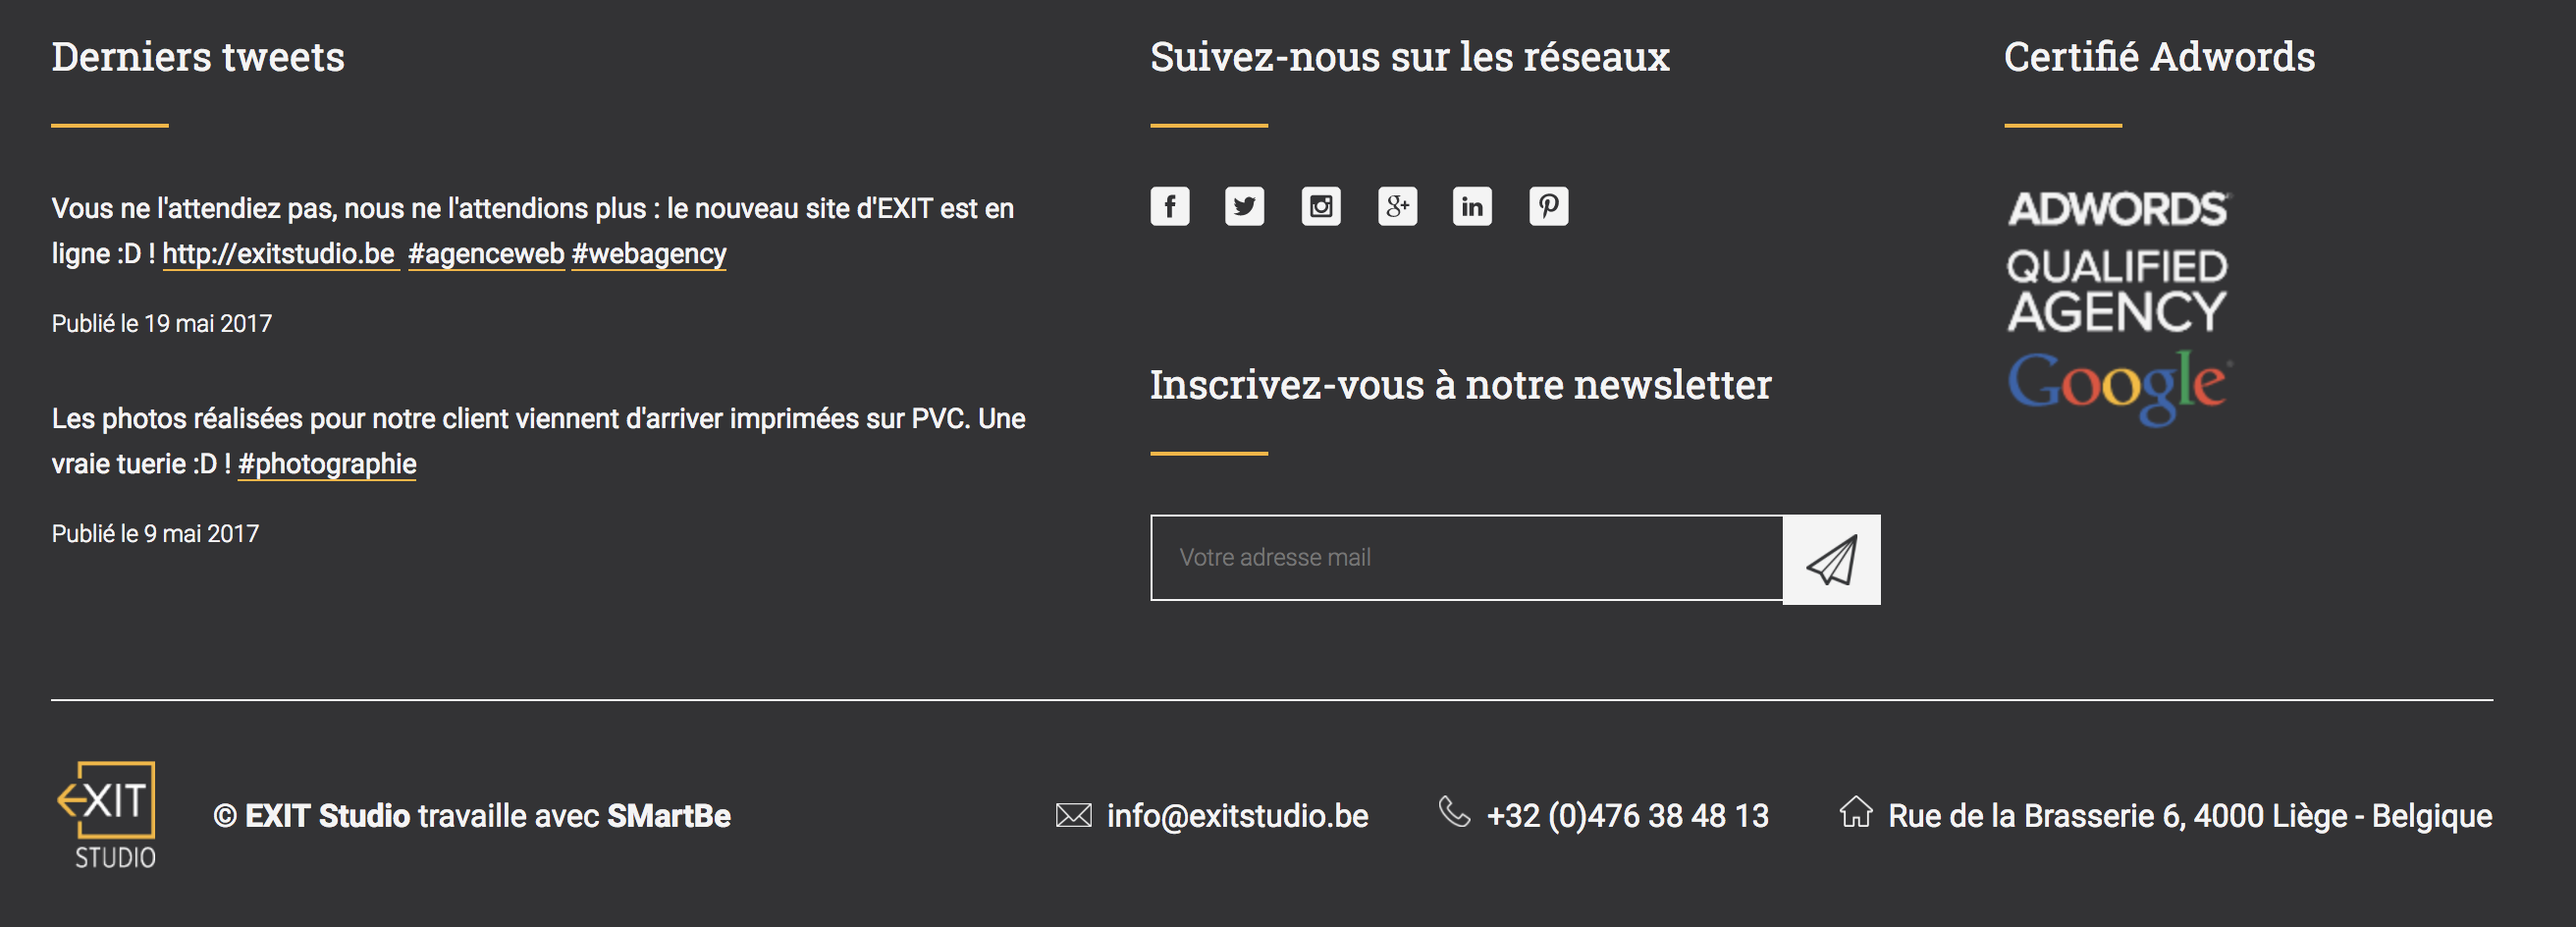 Derniers tweets
Vous ne l'attendiez pas, nous ne l'attendions plus : le nouveau site d'EXIT est en
ligne :D ! http://exitstudio.be #agenceweb #webagency
Publié le 19 mai 2017
Les photos réalisées pour notre client viennent d'arriver imprimées sur PVC. Une
vraie tuerie :D ! #photographie
Publié le 9 mai 2017
Suivez-nous sur les réseaux
f g+ in p
Inscrivez-vous à notre newsletter
Votre adresse mail
Certifié Adwords
ADWORDS
QUALIFIED
AGENCY
Google
EXIT
STUDIO
© EXIT Studio travaille avec SMartBe
info@exitstudio.be
+32 (0)476 38 48 13
Rue de la Brasserie 6, 4000 Liège - Belgique